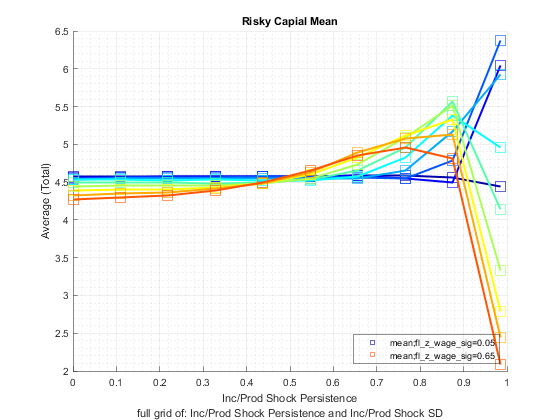 Risky Capial Mean
6.5
6
5.5
5
4.5
4
3.5
3
2.5
2
Average (Total)
mean;fl_z_wage_sig=0.05
mean;fl_z_wage_sig=0.65
0 0.1 0.2 0.3 0.4 0.5 0.6 0.7 0.8 0.9 1
Inc/Prod Shock Persistence
full grid of: Inc/Prod Shock Persistence and Inc/Prod Shock SD